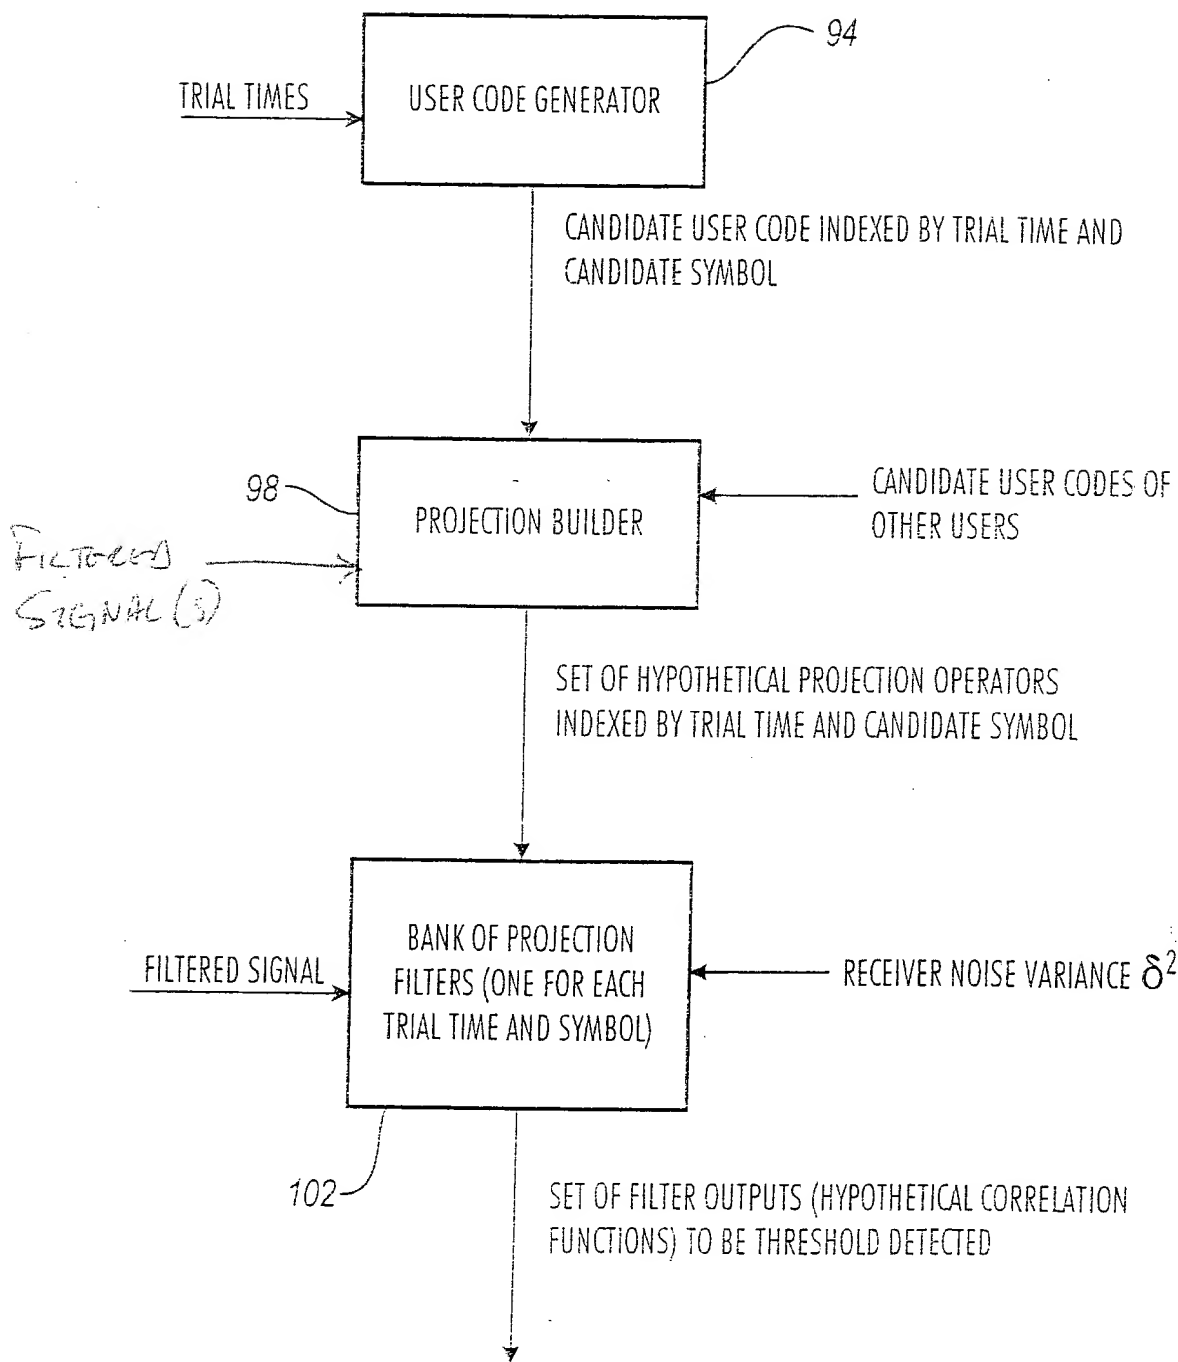 94
TRIAL TIMES
USER CODE GENERATOR
CANDIDATE USER CODE INDEXED BY TRIAL TIME AND
CANDIDATE SYMBOL
98
PROJECTION BUILDER
CANDIDATE USER CODES OF
OTHER USERS
FILTERED
SIGNAL (S)
SET OF HYPOTHETICAL PROJECTION OPERATORS
INDEXED BY TRIAL TIME AND CANDIDATE SYMBOL
BANK OF PROJECTION
FILTERS (ONE FOR EACH
TRIAL TIME AND SYMBOL)
FILTERED SIGNAL
RECEIVER NOISE VARIANCE δ²
102
SET OF FILTER OUTPUTS (HYPOTHETICAL CORRELATION
FUNCTIONS) TO BE THRESHOLD DETECTED